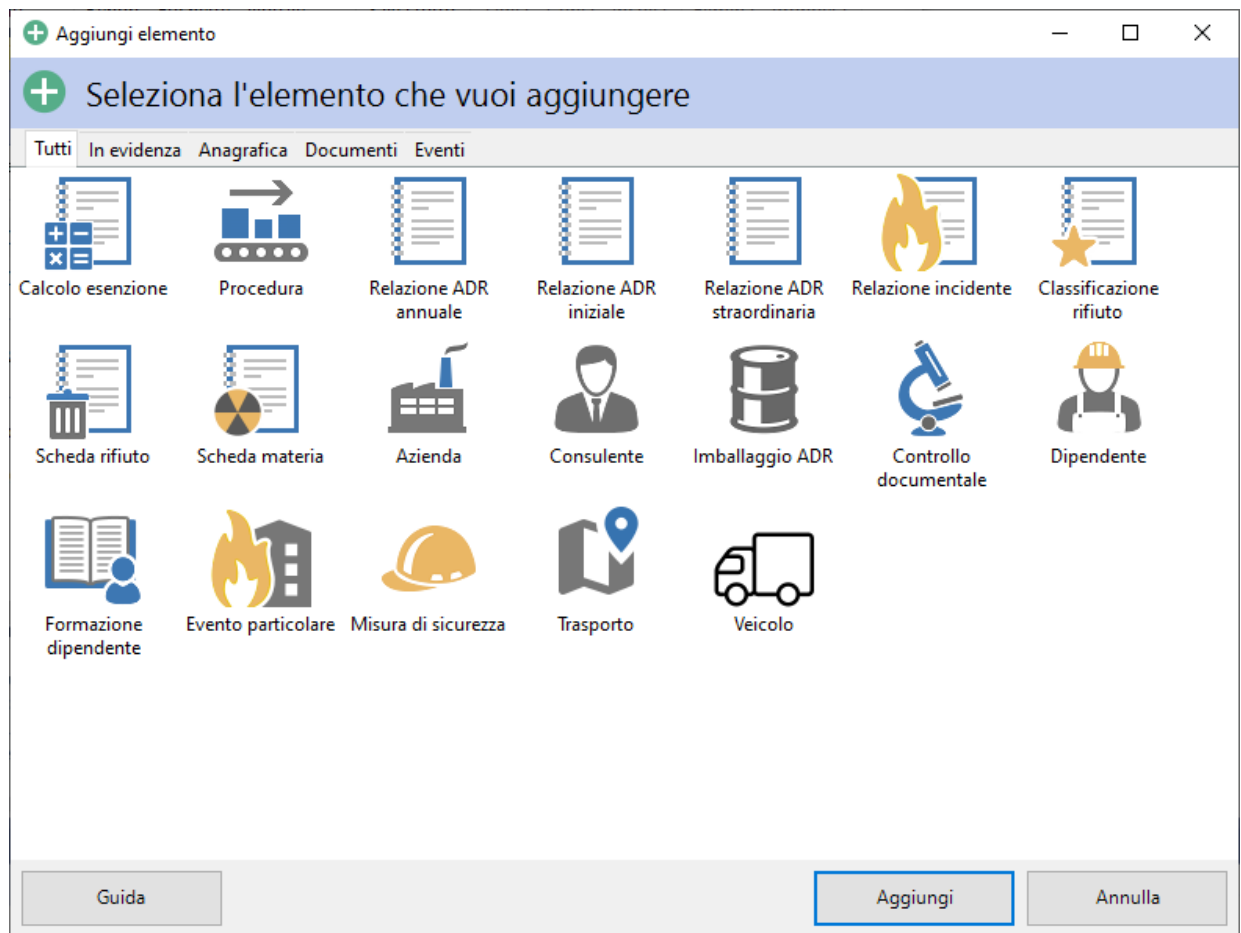 Aggiungi elemento
Seleziona l'elemento che vuoi aggiungere
Tutti In evidenza Anagrafica Documenti Eventi
Calcolo esenzione
Procedura
Relazione ADR
annuale
Relazione ADR
iniziale
Relazione ADR
straordinaria
Relazione incidente
Classificazione
rifiuto
Scheda rifiuto
Scheda materia
Azienda
Consulente
Imballaggio ADR
Controllo
documentale
Dipendente
Formazione
dipendente
Evento particolare
Misura di sicurezza
Trasporto
Veicolo
Guida
Aggiungi
Annulla